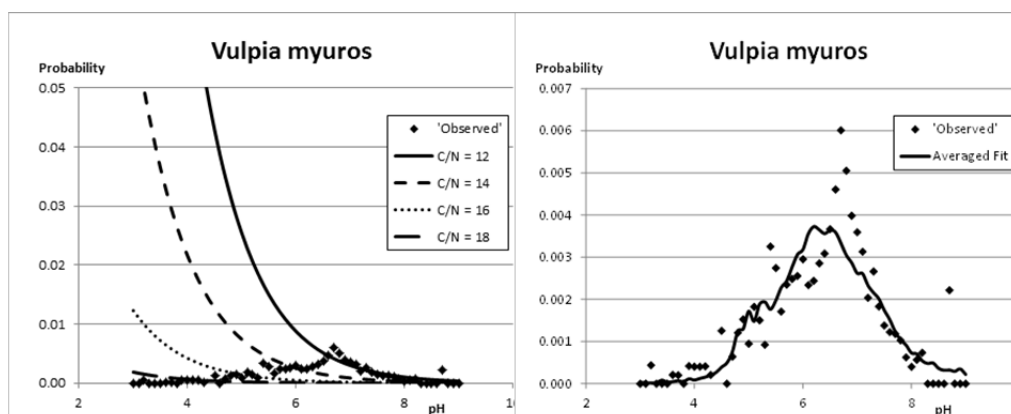 Vulpia myuros
Probability
0.05
0.04
0.03
0.02
0.01
0.00
2
4
6
8
10
pH
'Observed'
C/N = 12
C/N = 14
C/N = 16
C/N = 18
Vulpia myuros
Probability
0.007
0.006
0.005
0.004
0.003
0.002
0.001
0.000
2
4
6
8
pH
'Observed'
Averaged Fit